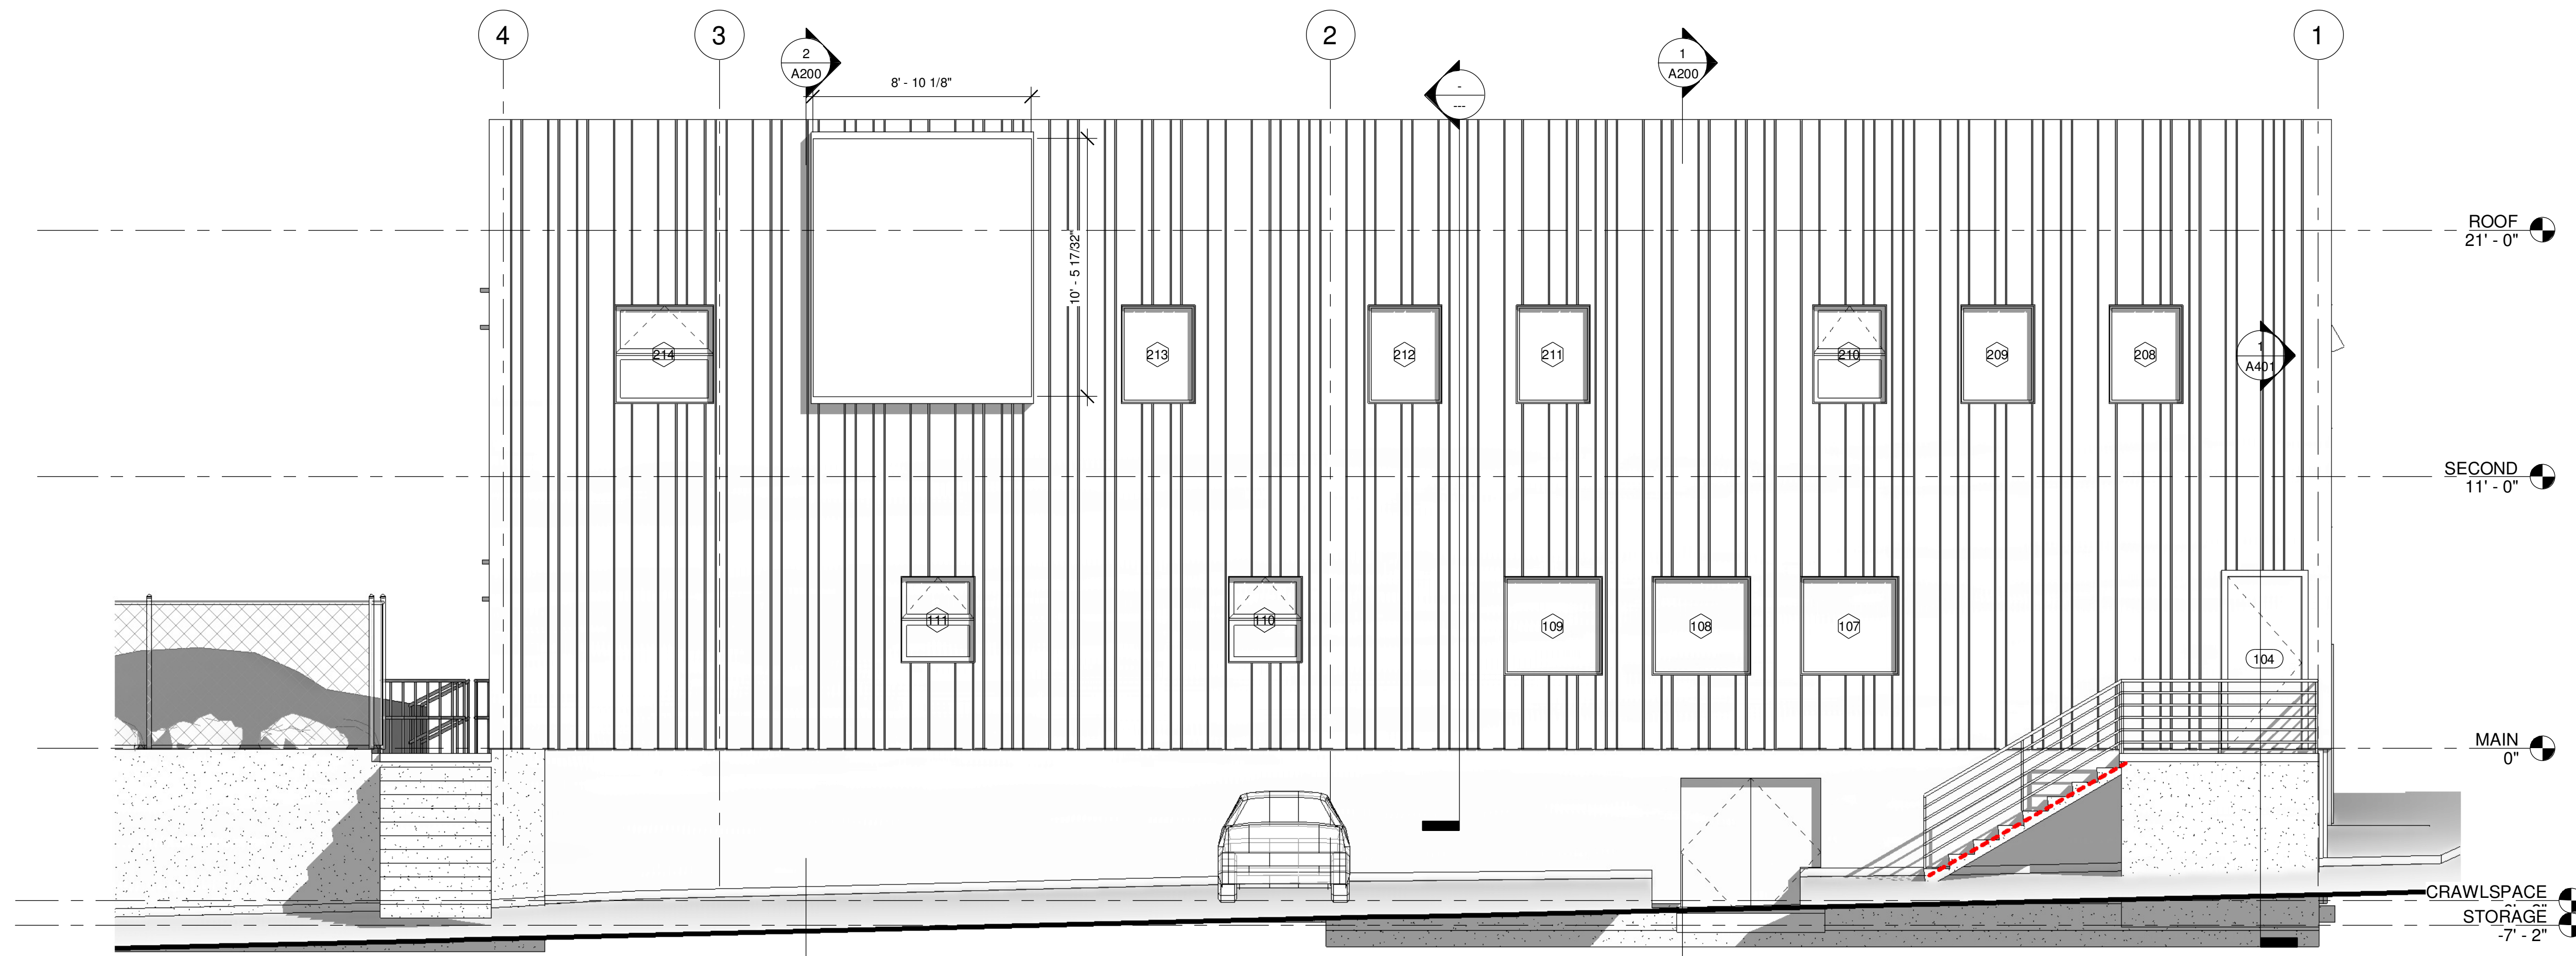 4
3
2
1
2
A200
8' - 10 1/8"
-
---
1
A200
10' - 5 17/32"
ROOF
21' - 0"
214
213
212
211
210
209
208
1
A401
SECOND
11' - 0"
111
110
109
108
107
104
MAIN
0"
CRAWLSPACE
STORAGE
-7' - 2"